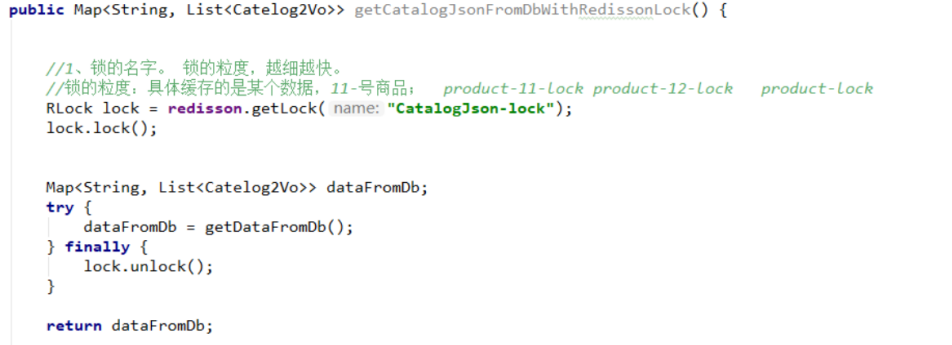 public Map<String, List<Catelog2Vo>> getCatalogJsonFromDbWithRedissonLock() {
//1、锁的名字。 锁的粒度，越细越快。
//锁的粒度：具体缓存的是某个数据，11-号商品； product-11-lock product-12-lock product-lock
RLock lock = redisson.getLock( name: "CatalogJson-lock");
lock.lock();
Map<String, List<Catelog2Vo>> dataFromDb;
try {
dataFromDb = getDataFromDb();
} finally {
lock.unlock();
}
return dataFromDb;